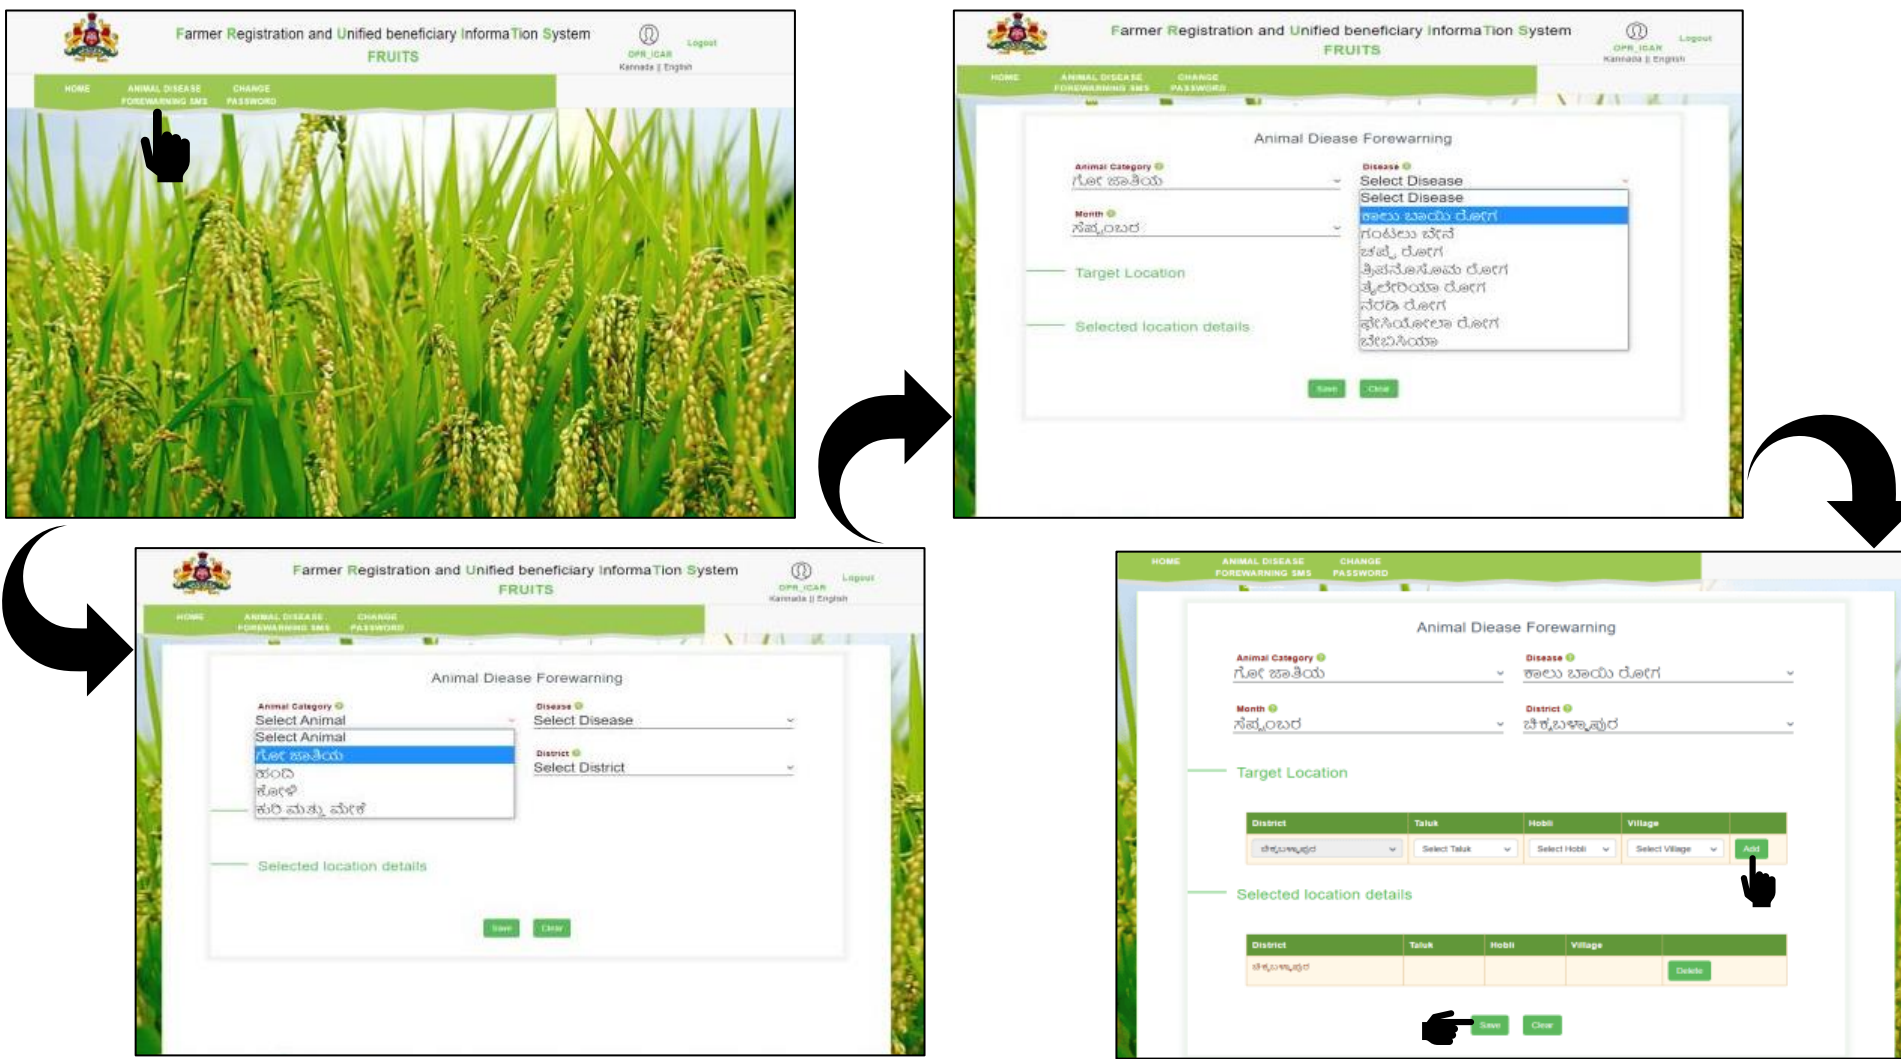 Farmer Registration and Unified beneficiary InformaTion System
FRUITS
OPR_ICAR
Logout
Kannada || English
HOME
ANIMAL DISEASE FOREWARNING SMS
CHANGE PASSWORD
Farmer Registration and Unified beneficiary InformaTion System
FRUITS
OPR_ICAR
Logout
Kannada || English
HOME
ANIMAL DISEASE FOREWARNING SMS
CHANGE PASSWORD
Animal Diease Forewarning
Animal Category
Select Animal
Select Animal
ಗೋ ಜಾತಿಯ
ಹಂದಿ
ಕೋಳಿ
ಕುರಿ ಮತ್ತು ಮೇಕೆ
Disease
Select Disease
District
Select District
Selected location details
Save
Clear
Farmer Registration and Unified beneficiary InformaTion System
FRUITS
OPR_ICAR
Logout
Kannada || English
HOME
ANIMAL DISEASE FOREWARNING SMS
CHANGE PASSWORD
Animal Diease Forewarning
Animal Category
ಗೋ ಜಾತಿಯ
Month
ಸೆಪ್ಟಂಬರ
Disease
Select Disease
Select Disease
ಕಾಲು ಬಾಯಿ ರೋಗ
ಗಂಟಲು ಬೇನೆ
ಚಪ್ಪೆ ರೋಗ
ತ್ರಿಪನೊಸೊಮ ರೋಗ
ತೈಲೇರಿಯಾ ರೋಗ
ನೆರಡಿ ರೋಗ
ಫೇಸಿಯೋಲಾ ರೋಗ
ಬೇಬಿಸಿಯಾ
Target Location
Selected location details
Save
Clear
HOME
ANIMAL DISEASE FOREWARNING SMS
CHANGE PASSWORD
Animal Diease Forewarning
Animal Category
ಗೋ ಜಾತಿಯ
Disease
ಕಾಲು ಬಾಯಿ ರೋಗ
Month
ಸೆಪ್ಟಂಬರ
District
ಚಿಕ್ಕಬಳ್ಳಾಪುರ
Target Location
District Taluk Hobli Village
ಚಿಕ್ಕಬಳ್ಳಾಪುರ Select Taluk Select Hobli Select Village Add
Selected location details
District Taluk Hobli Village
ಚಿಕ್ಕಬಳ್ಳಾಪುರ Delete
Save
Clear